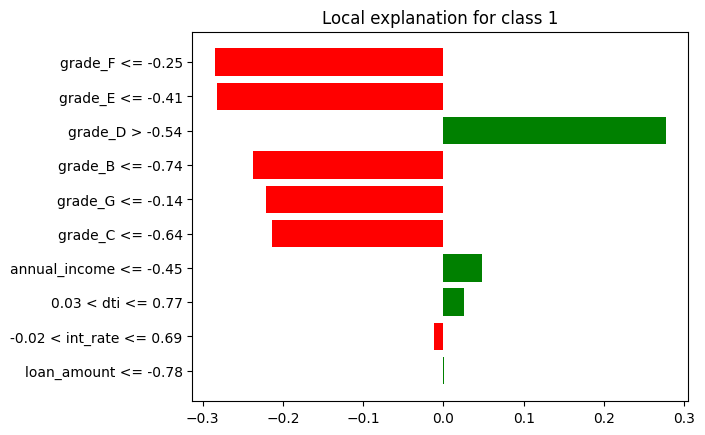 Local explanation for class 1
grade_F <= -0.25
grade_E <= -0.41
grade_D > -0.54
grade_B <= -0.74
grade_G <= -0.14
grade_C <= -0.64
annual_income <= -0.45
0.03 < dti <= 0.77
-0.02 < int_rate <= 0.69
loan_amount <= -0.78
−0.3 −0.2 −0.1 0.0 0.1 0.2 0.3